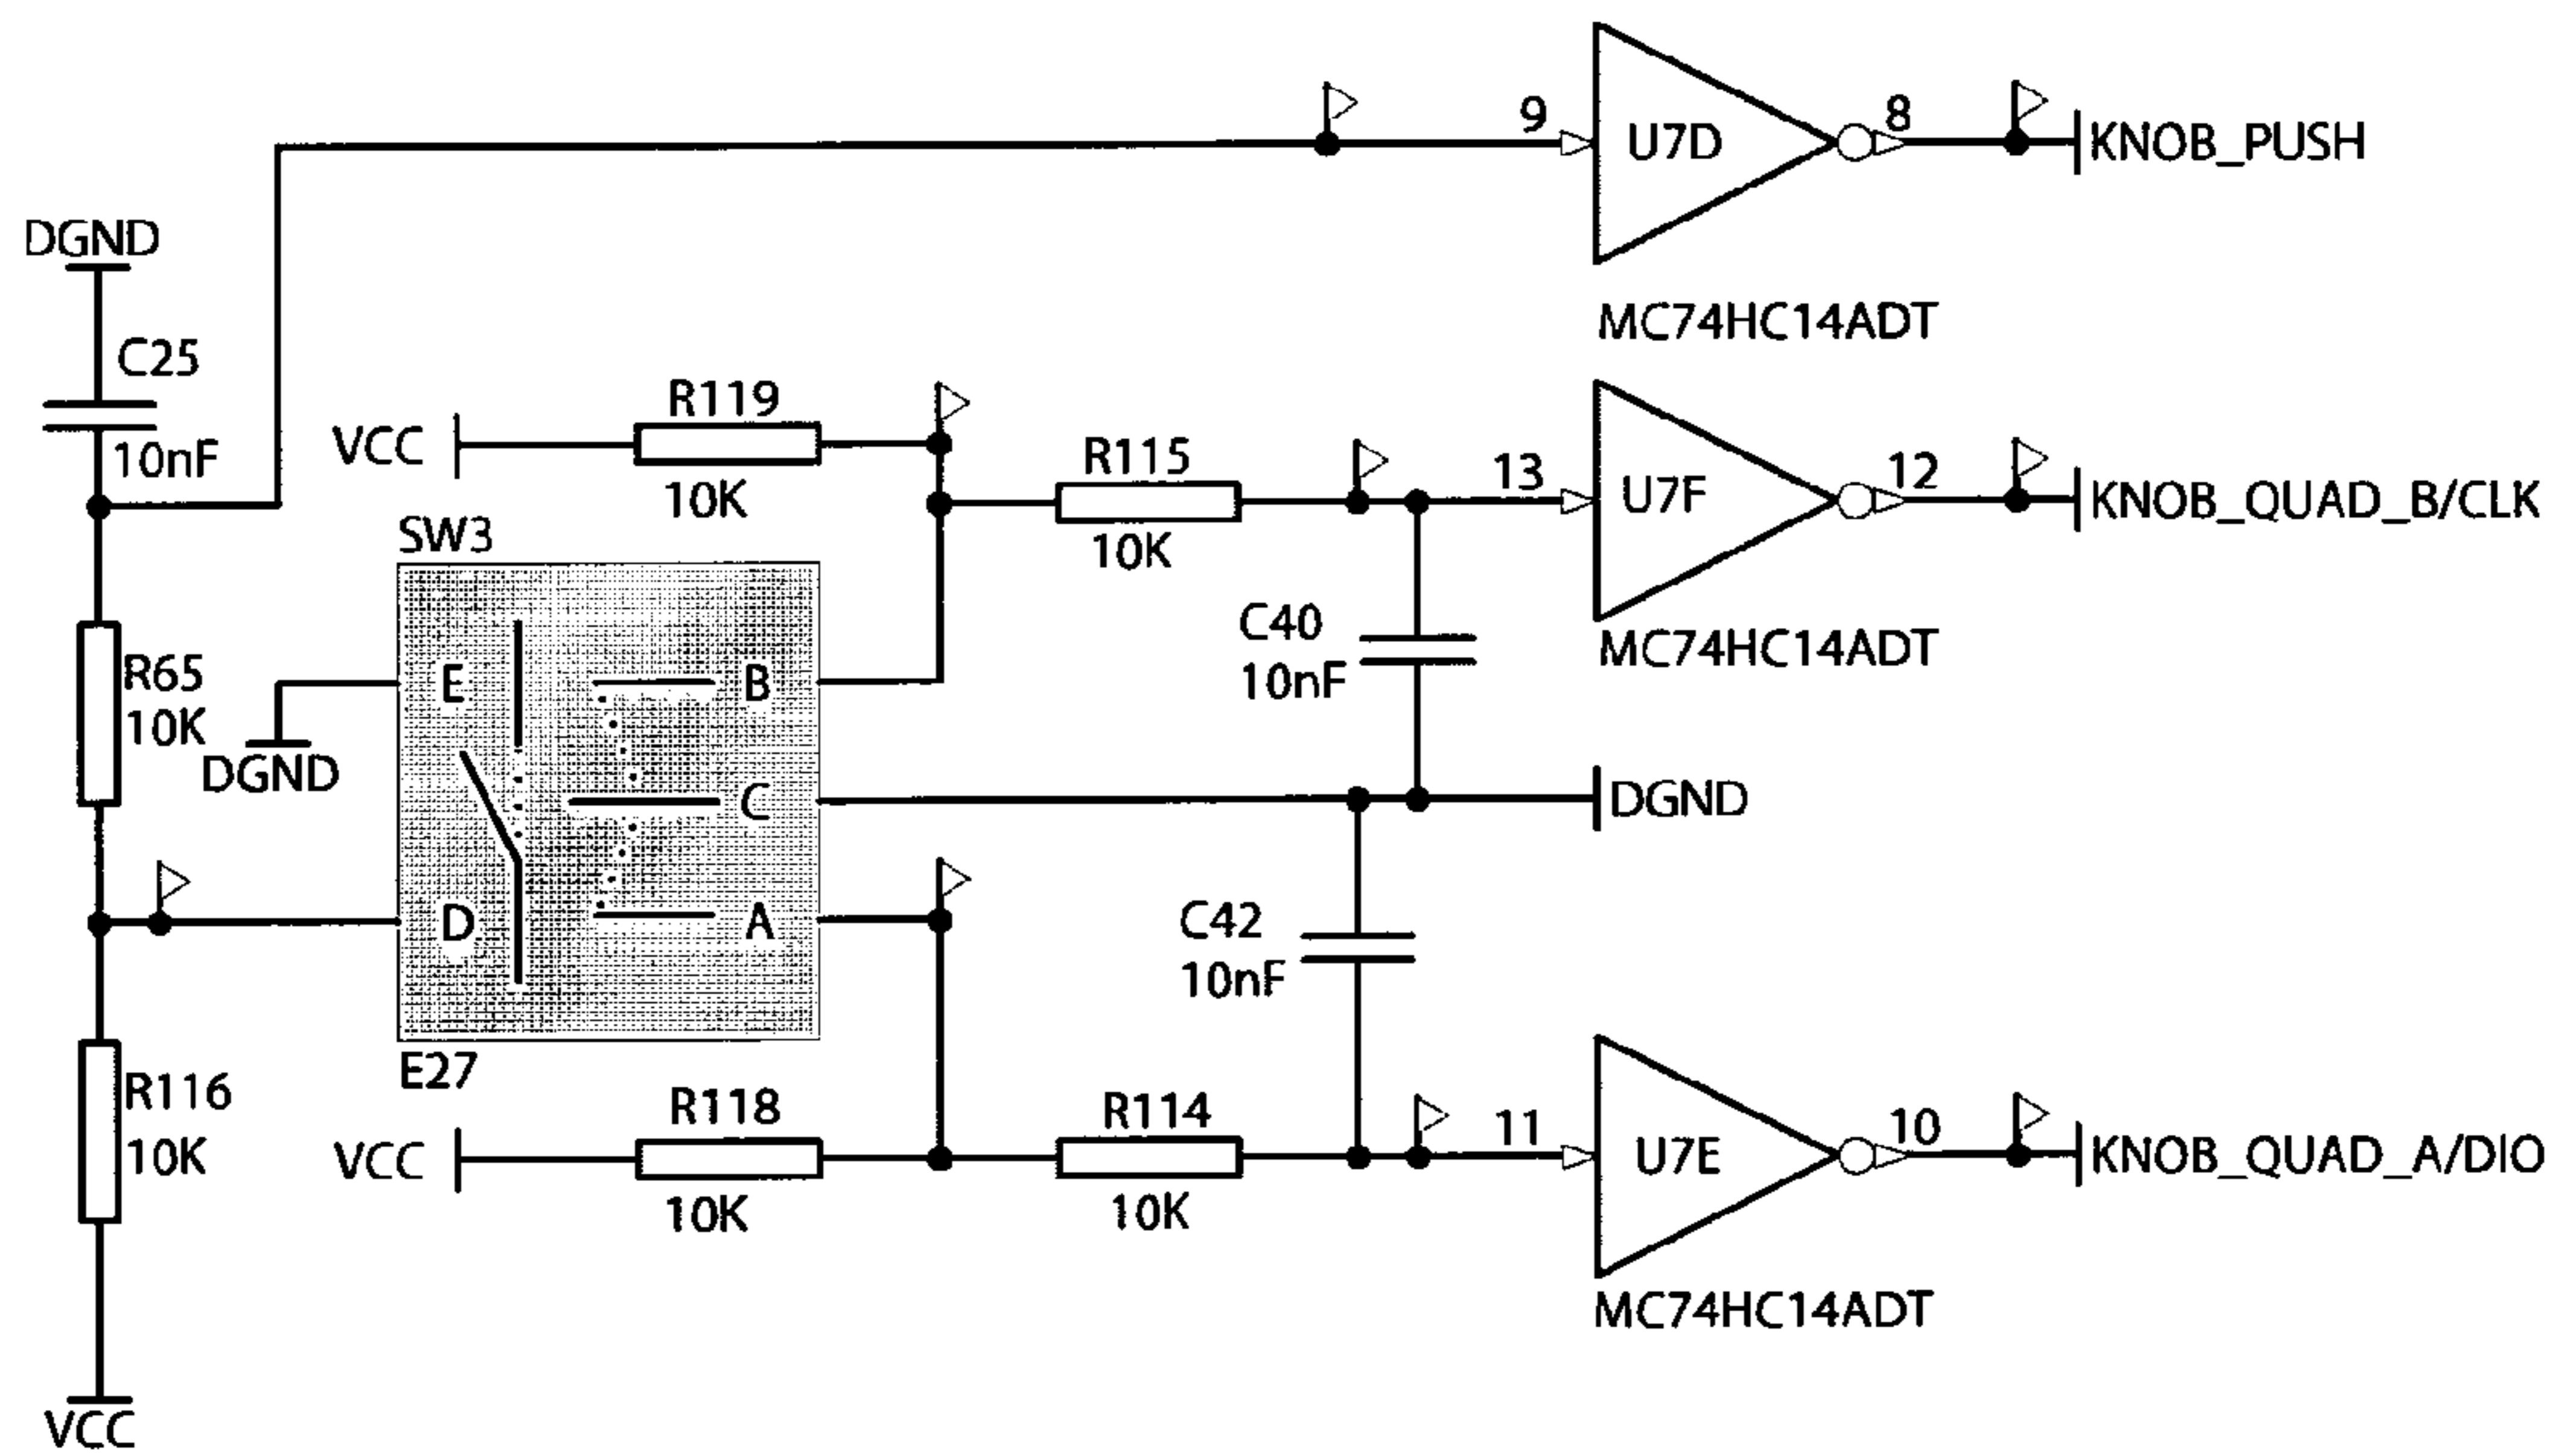 9
U7D
8
KNOB_PUSH
MC74HC14ADT
DGND
C25
10nF
VCC
R119
10K
R115
10K
13
U7F
12
KNOB_QUAD_B/CLK
MC74HC14ADT
SW3
C40
10nF
R65
10K
DGND
E
B
C
D
A
E27
DGND
C42
10nF
R116
10K
VCC
R118
10K
R114
10K
11
U7E
10
KNOB_QUAD_A/DIO
MC74HC14ADT
VCC